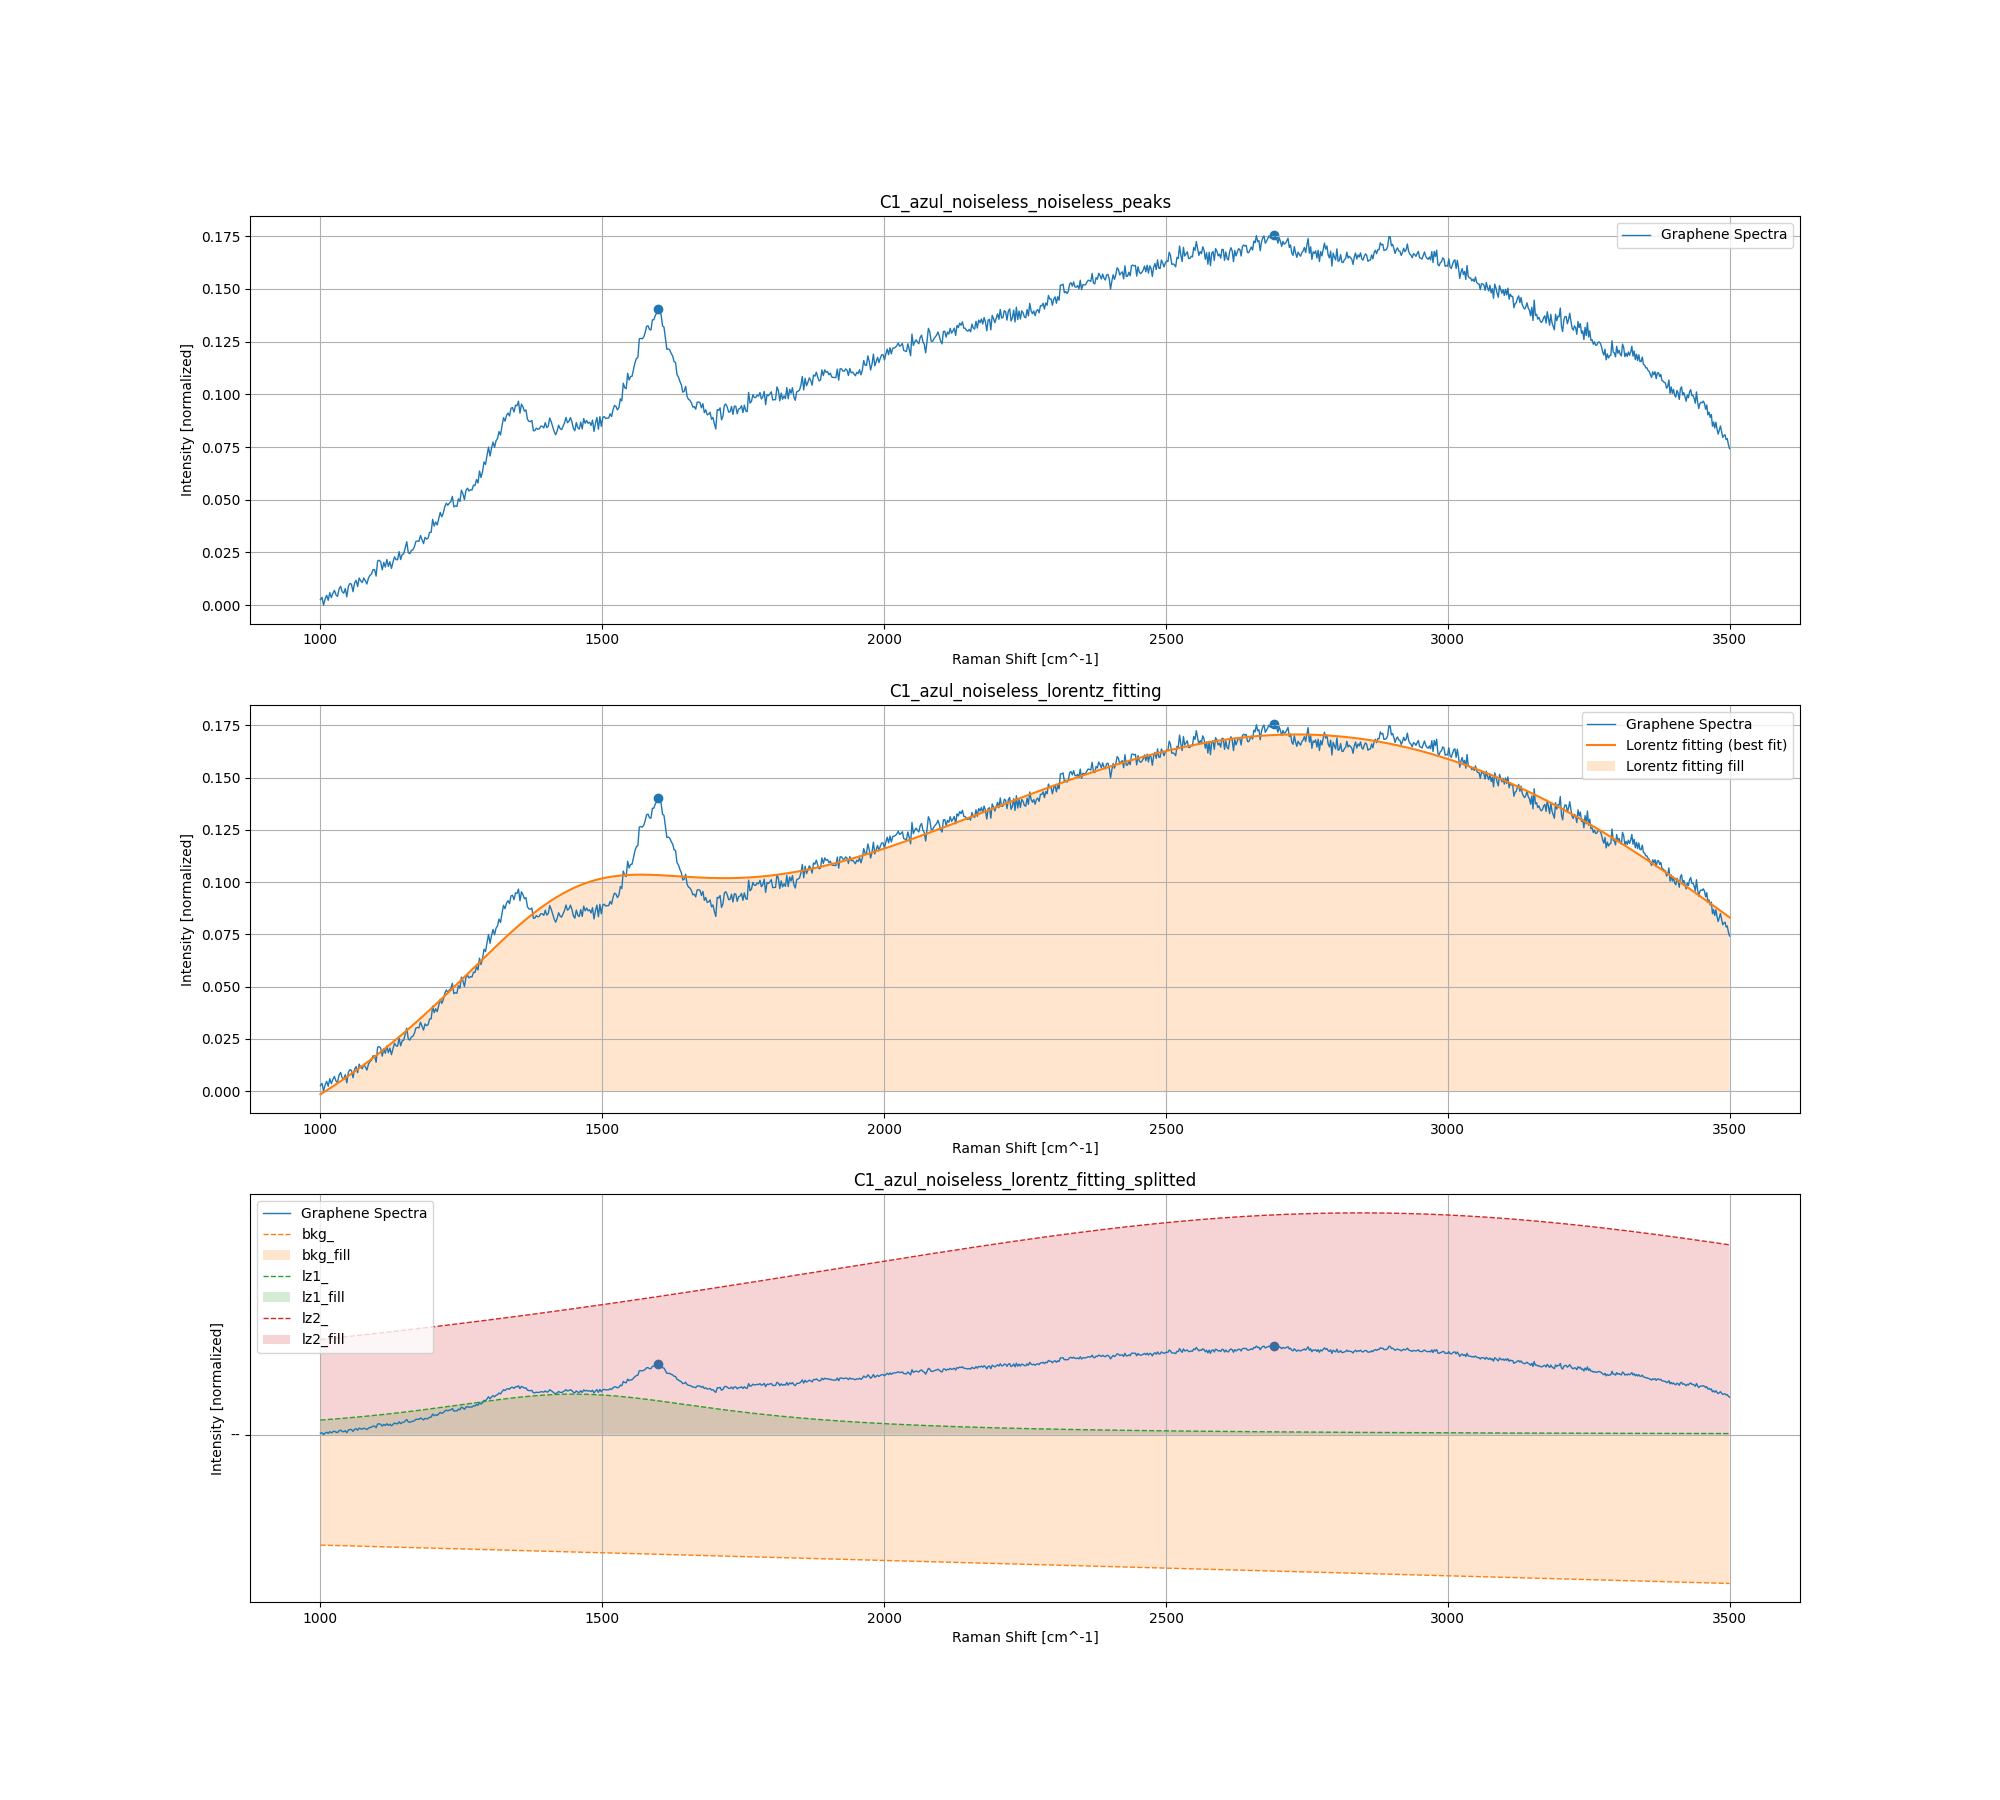 C1_azul_noiseless_noiseless_peaks
Graphene Spectra
Intensity [normalized]
0.175
0.150
0.125
0.100
0.075
0.050
0.025
0.000
1000 1500 2000 2500 3000 3500
Raman Shift [cm^-1]
C1_azul_noiseless_lorentz_fitting
Graphene Spectra
Lorentz fitting (best fit)
Lorentz fitting fill
Intensity [normalized]
0.175
0.150
0.125
0.100
0.075
0.050
0.025
0.000
1000 1500 2000 2500 3000 3500
Raman Shift [cm^-1]
C1_azul_noiseless_lorentz_fitting_splitted
Graphene Spectra
bkg_
bkg_fill
lz1_
lz1_fill
lz2_
lz2_fill
Intensity [normalized]
--
1000 1500 2000 2500 3000 3500
Raman Shift [cm^-1]